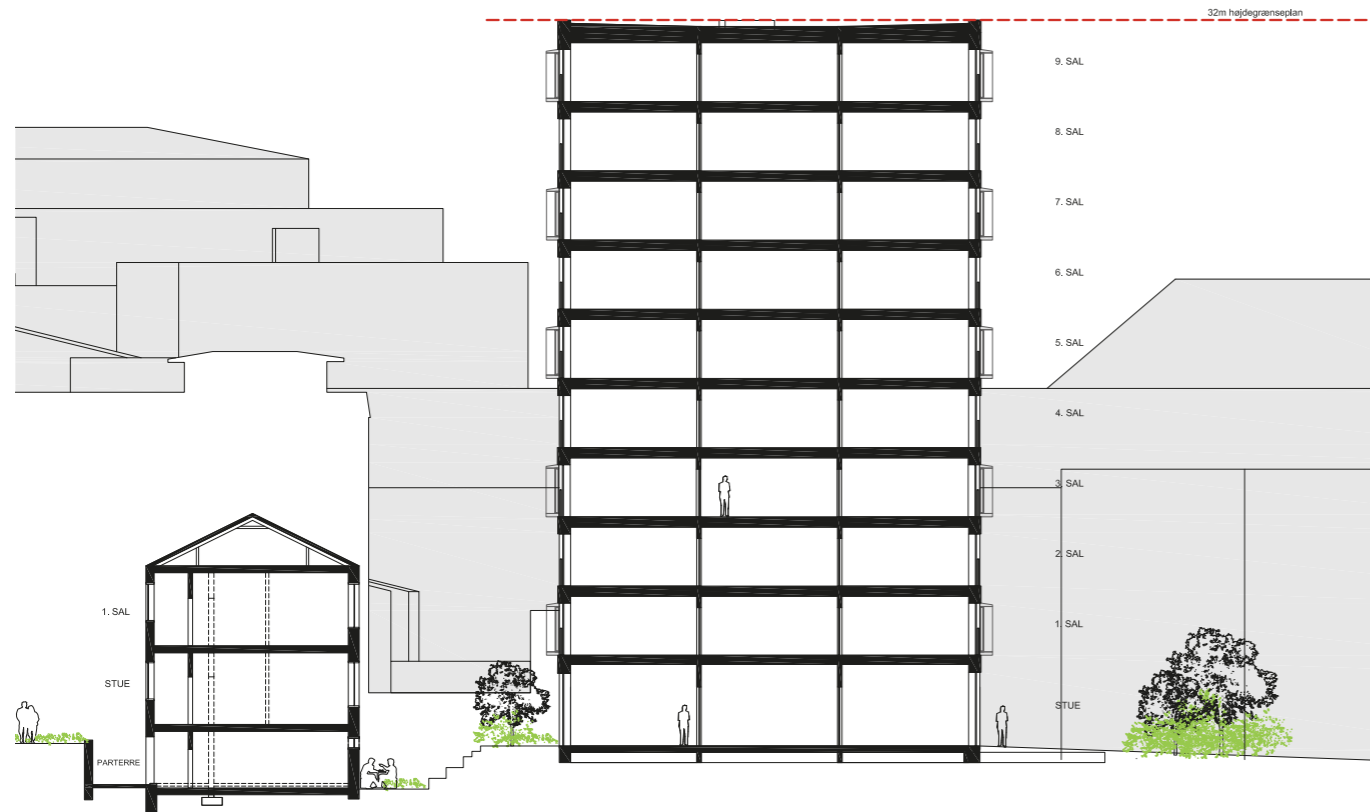 32m højdegrænseplan
9. SAL
8. SAL
7. SAL
6. SAL
5. SAL
4. SAL
3. SAL
2. SAL
1. SAL
STUE
1. SAL
STUE
PARTERRE